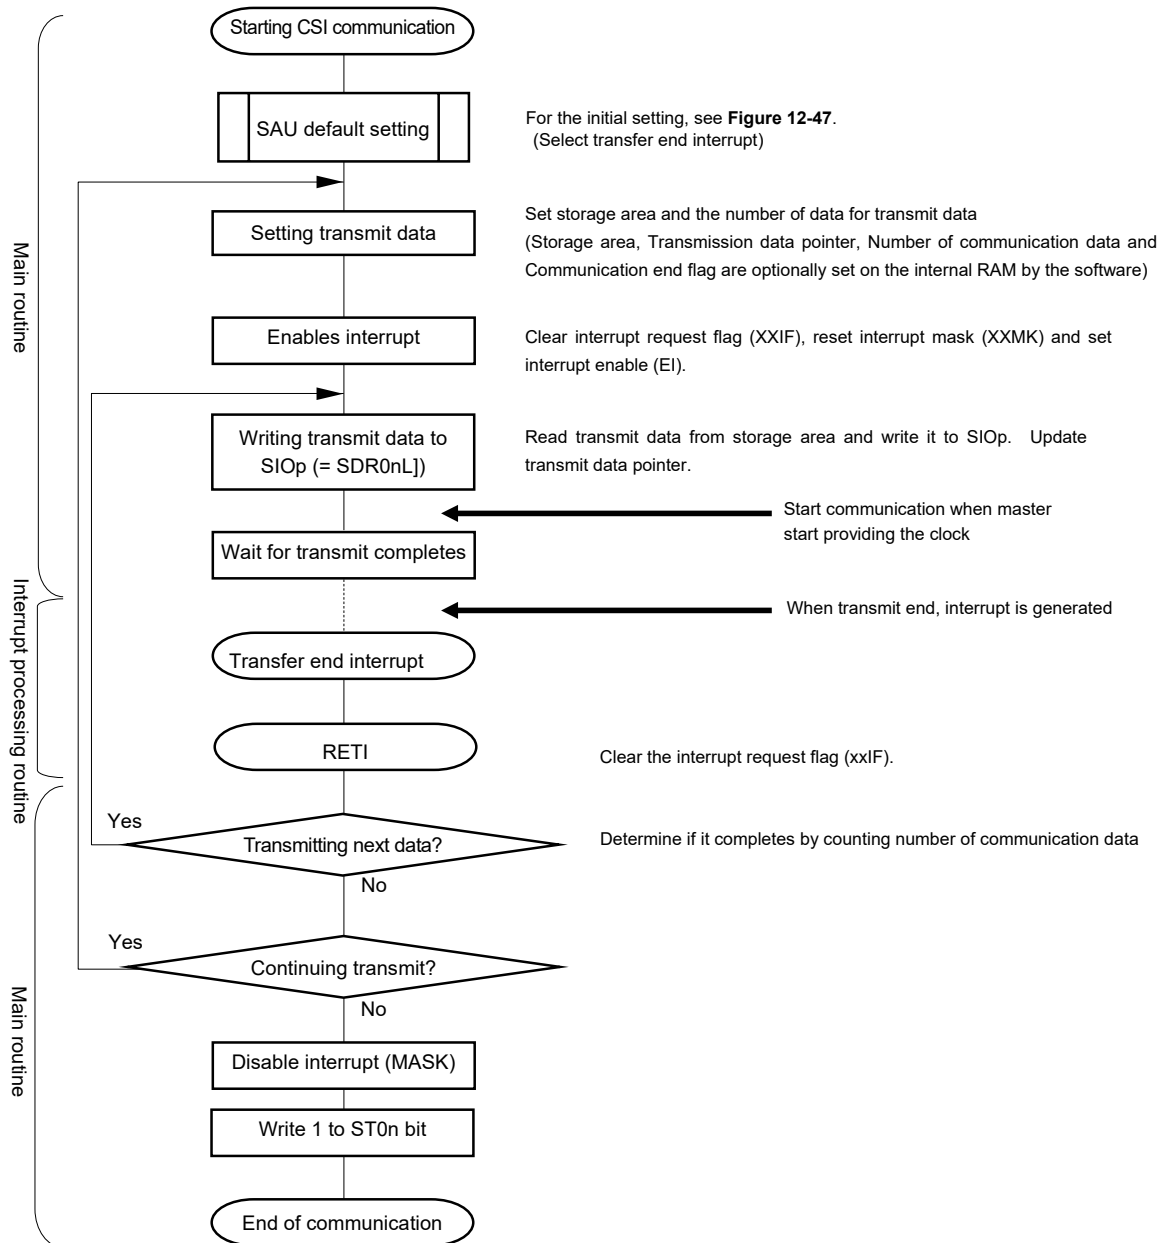 Starting CSI communication
SAU default setting
For the initial setting, see Figure 12-47.
(Select transfer end interrupt)
Main routine
Setting transmit data
Set storage area and the number of data for transmit data
(Storage area, Transmission data pointer, Number of communication data and
Communication end flag are optionally set on the internal RAM by the software)
Enables interrupt
Clear interrupt request flag (XXIF), reset interrupt mask (XXMK) and set
interrupt enable (EI).
Writing transmit data to
SIOp (= SDR0nL])
Read transmit data from storage area and write it to SIOp. Update
transmit data pointer.
Start communication when master
start providing the clock
Wait for transmit completes
Interrupt processing routine
When transmit end, interrupt is generated
Transfer end interrupt
RETI
Clear the interrupt request flag (xxIF).
Yes
Transmitting next data?
Determine if it completes by counting number of communication data
No
Yes
Continuing transmit?
No
Main routine
Disable interrupt (MASK)
Write 1 to ST0n bit
End of communication